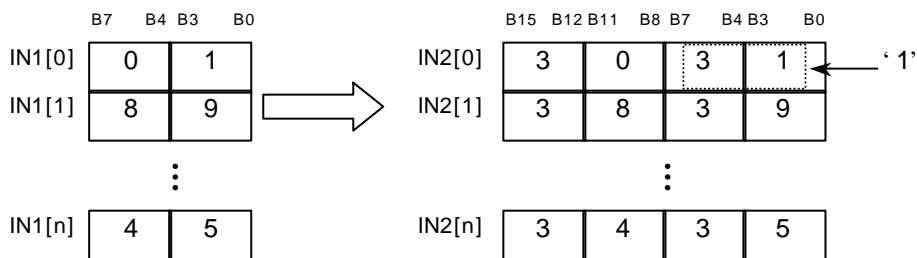 B7 B4 B3 B0 B15 B12 B11 B8 B7 B4 B3 B0
IN1[0] 0 1 IN2[0] 3 0 3 1 ‘ 1’
IN1[1] 8 9 IN2[1] 3 8 3 9
IN1[n] 4 5 IN2[n] 3 4 3 5